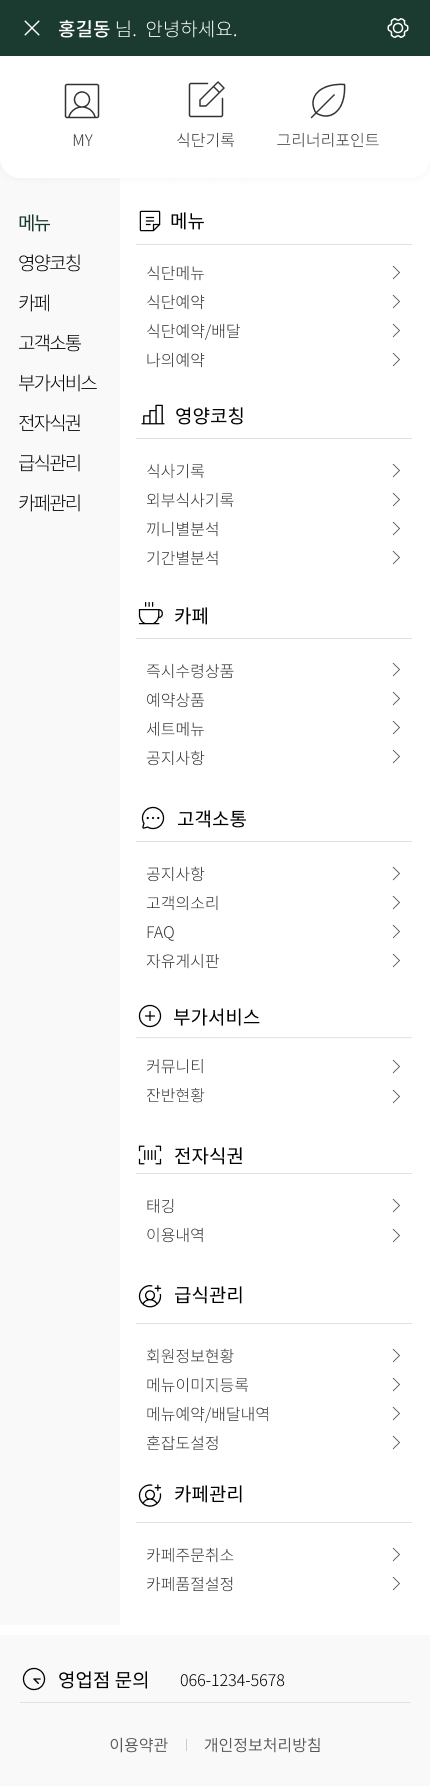 홍길동 님. 안녕하세요.
MY 식단기록 그리너리포인트
메뉴
영양코칭
카페
고객소통
부가서비스
전자식권
급식관리
카페관리
메뉴
식단메뉴
식단예약
식단예약/배달
나의예약
영양코칭
식사기록
외부식사기록
끼니별분석
기간별분석
카페
즉시수령상품
예약상품
세트메뉴
공지사항
고객소통
공지사항
고객의소리
FAQ
자유게시판
부가서비스
커뮤니티
잔반현황
전자식권
태깅
이용내역
급식관리
회원정보현황
메뉴이미지등록
메뉴예약/배달내역
혼잡도설정
카페관리
카페주문취소
카페품절설정
영업점 문의 066-1234-5678
이용약관 | 개인정보처리방침